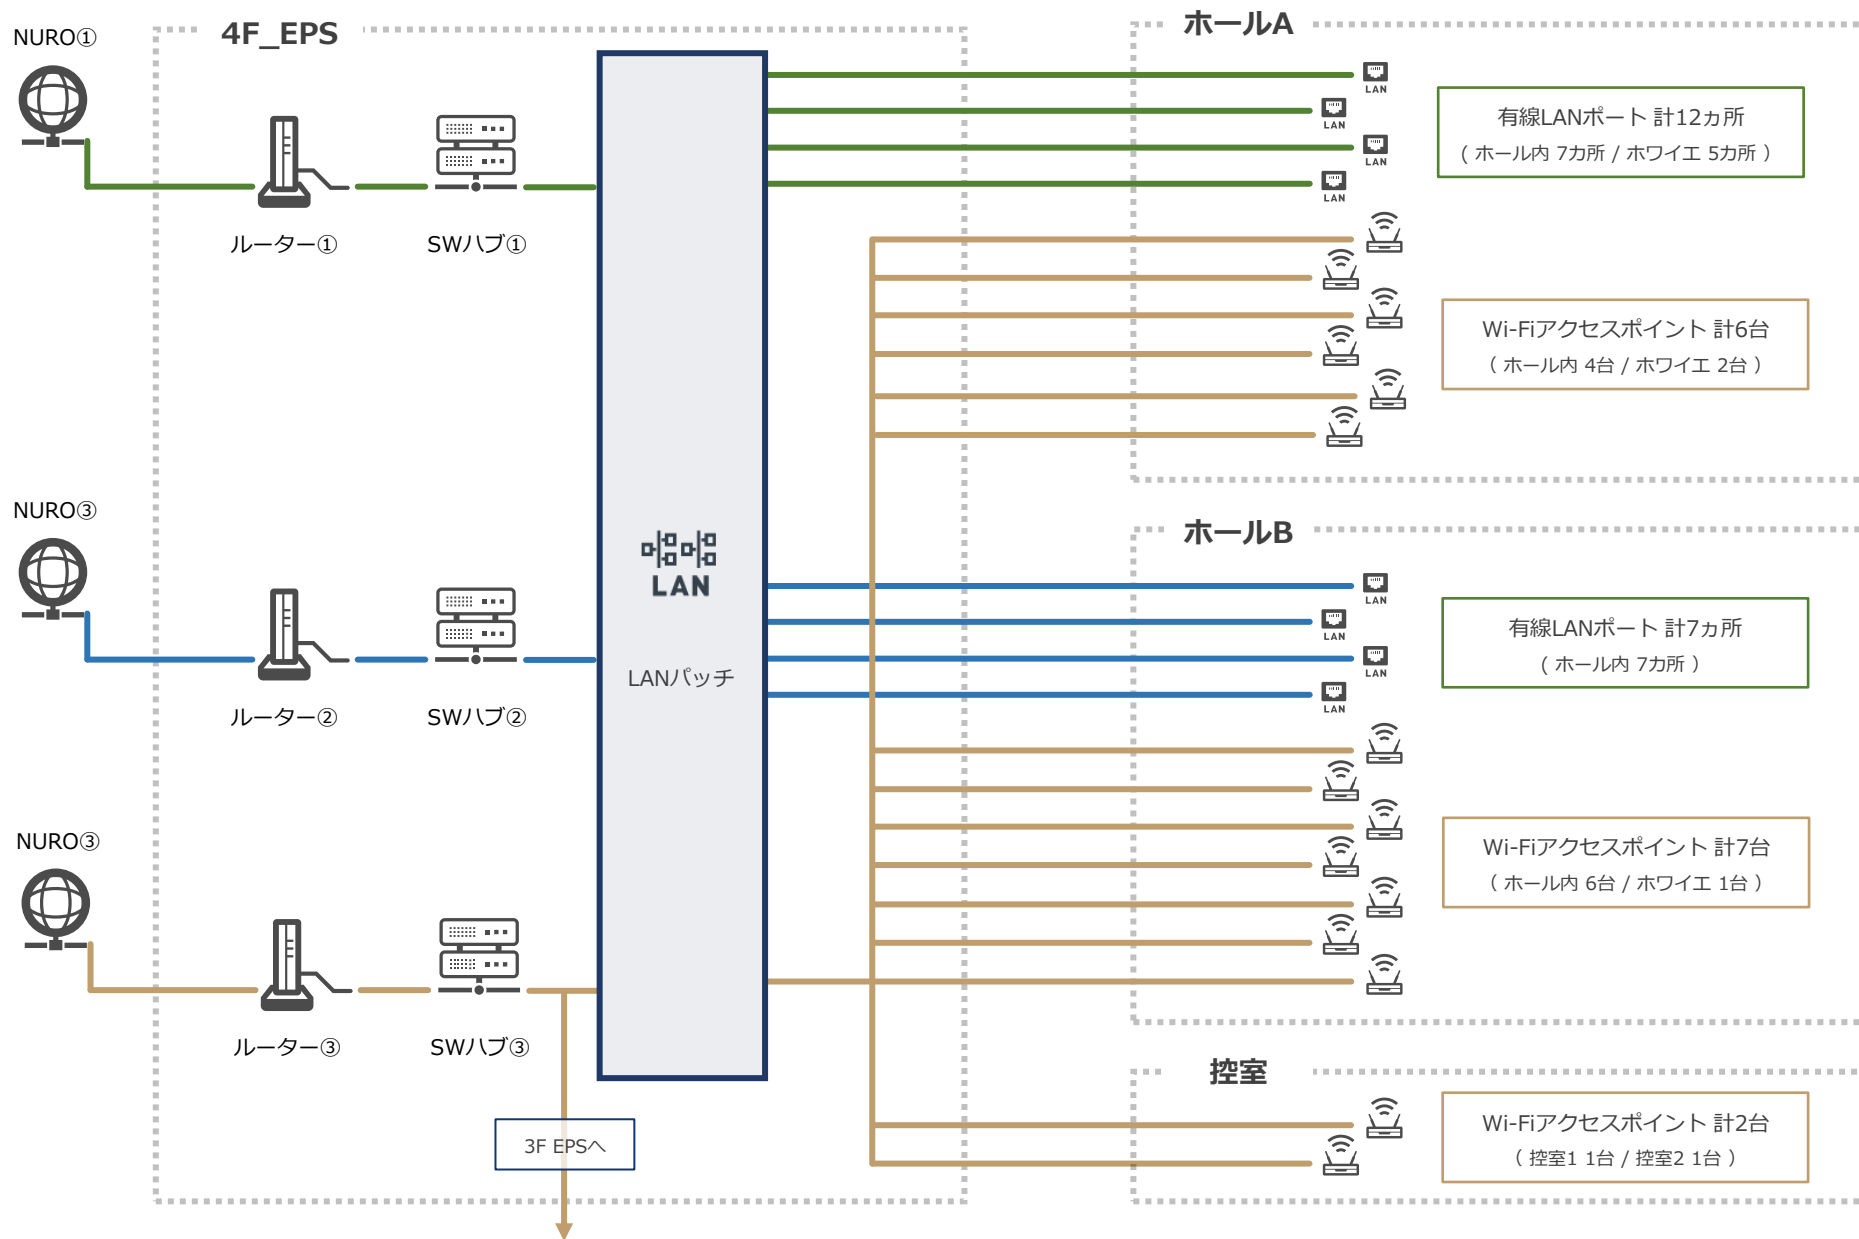 NURO①
4F_EPS
ルーター①
SWハブ①
NURO③
ルーター②
SWハブ②
NURO③
ルーター③
SWハブ③
LAN
LANパッチ
3F EPSへ
ホールA
LAN
LAN
LAN
LAN
有線LANポート 計12ヵ所
( ホール内 7カ所 / ホワイエ 5カ所 )
Wi-Fiアクセスポイント 計6台
( ホール内 4台 / ホワイエ 2台 )
ホールB
LAN
LAN
LAN
LAN
有線LANポート 計7ヵ所
( ホール内 7カ所 )
Wi-Fiアクセスポイント 計7台
( ホール内 6台 / ホワイエ 1台 )
控室
Wi-Fiアクセスポイント 計2台
( 控室1 1台 / 控室2 1台 )